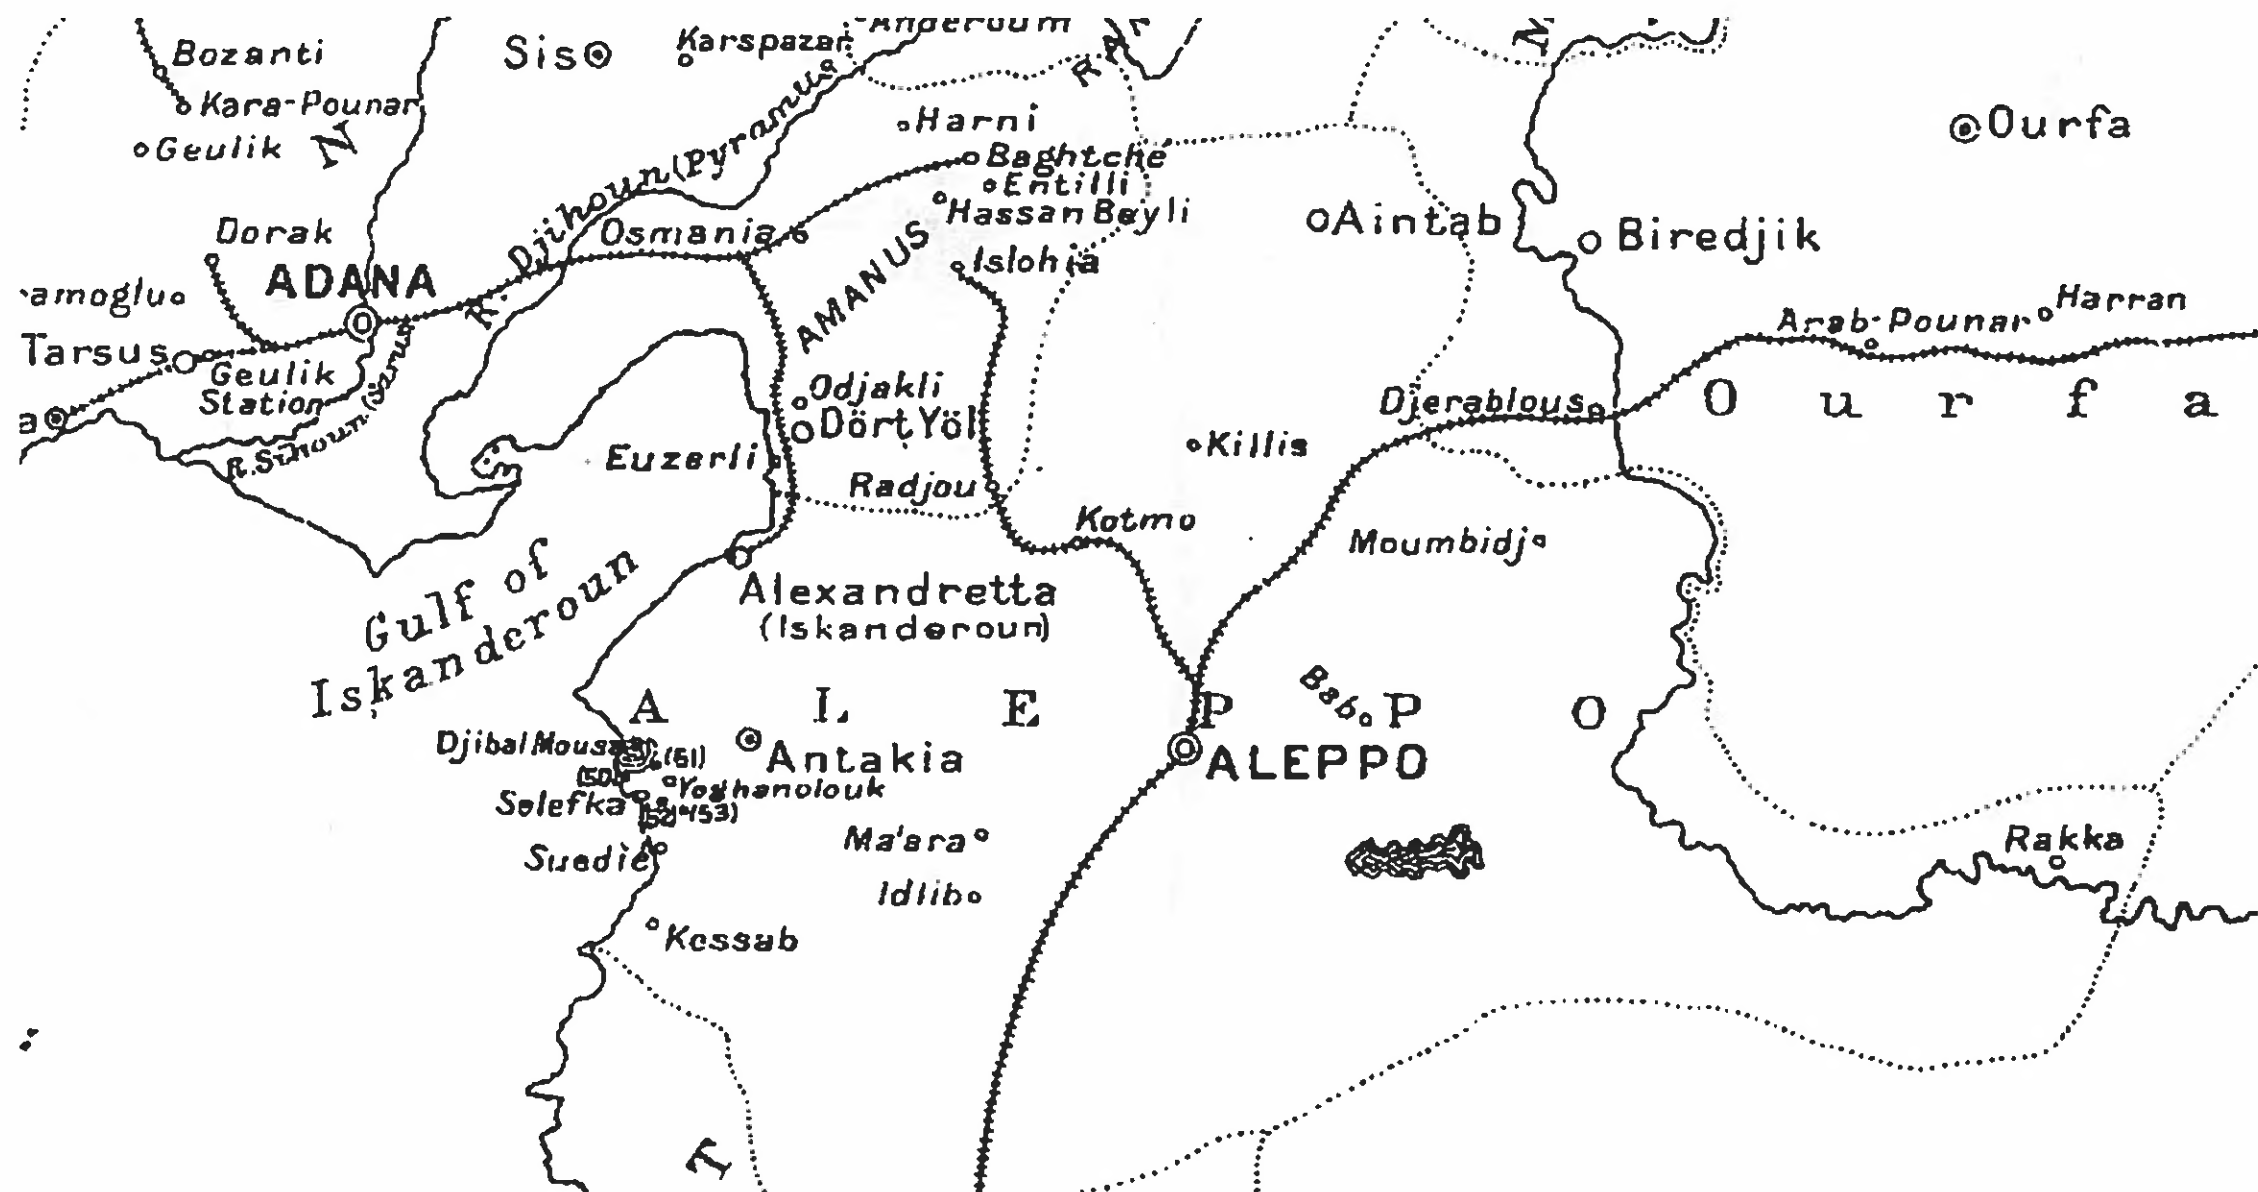 Anderoum
Bozanti
Sis
Karspazar
Kara-Pounar
N
Geulik
R. Djihoun (Pyramus)
Harni
Ourfa
Baghtche
Entilli
Hassan Beyli
Aintab
Biredjik
Dorak
Osmania
AMANUS
Islohia
ADANA
amoglu
Harran
Arab-Pounar
Tarsus
Geulik
Station
R. Sihoun (Sarus)
a
Odjakli
Dört Yöl
Djerablous
O u r f a
Euzerli
Killis
Radjou
Kotmo
Moumbidj
Gulf of
Iskanderoun
Alexandretta
(Iskanderoun)
Bab
A L E P P O
Djibal Moussa
(51)
Antakia
ALEPPO
(50)
Yoghanolouk
Selefka
(52) (53)
Ma'ara
Rakka
Suedie
Idlib
Kessab
T